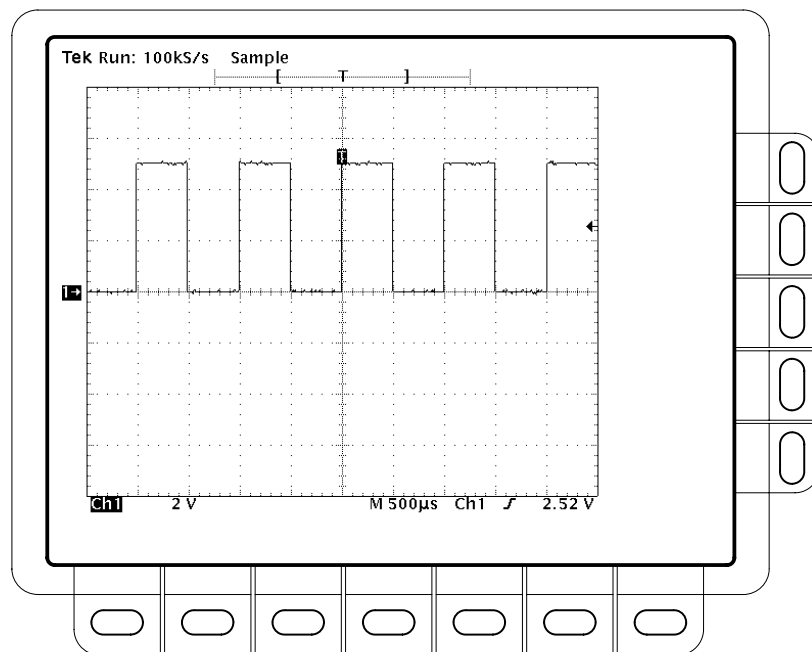 Tek Run: 100kS/s Sample
[ T ]
T
1→
Ch1 2 V M 500µs Ch1 2.52 V